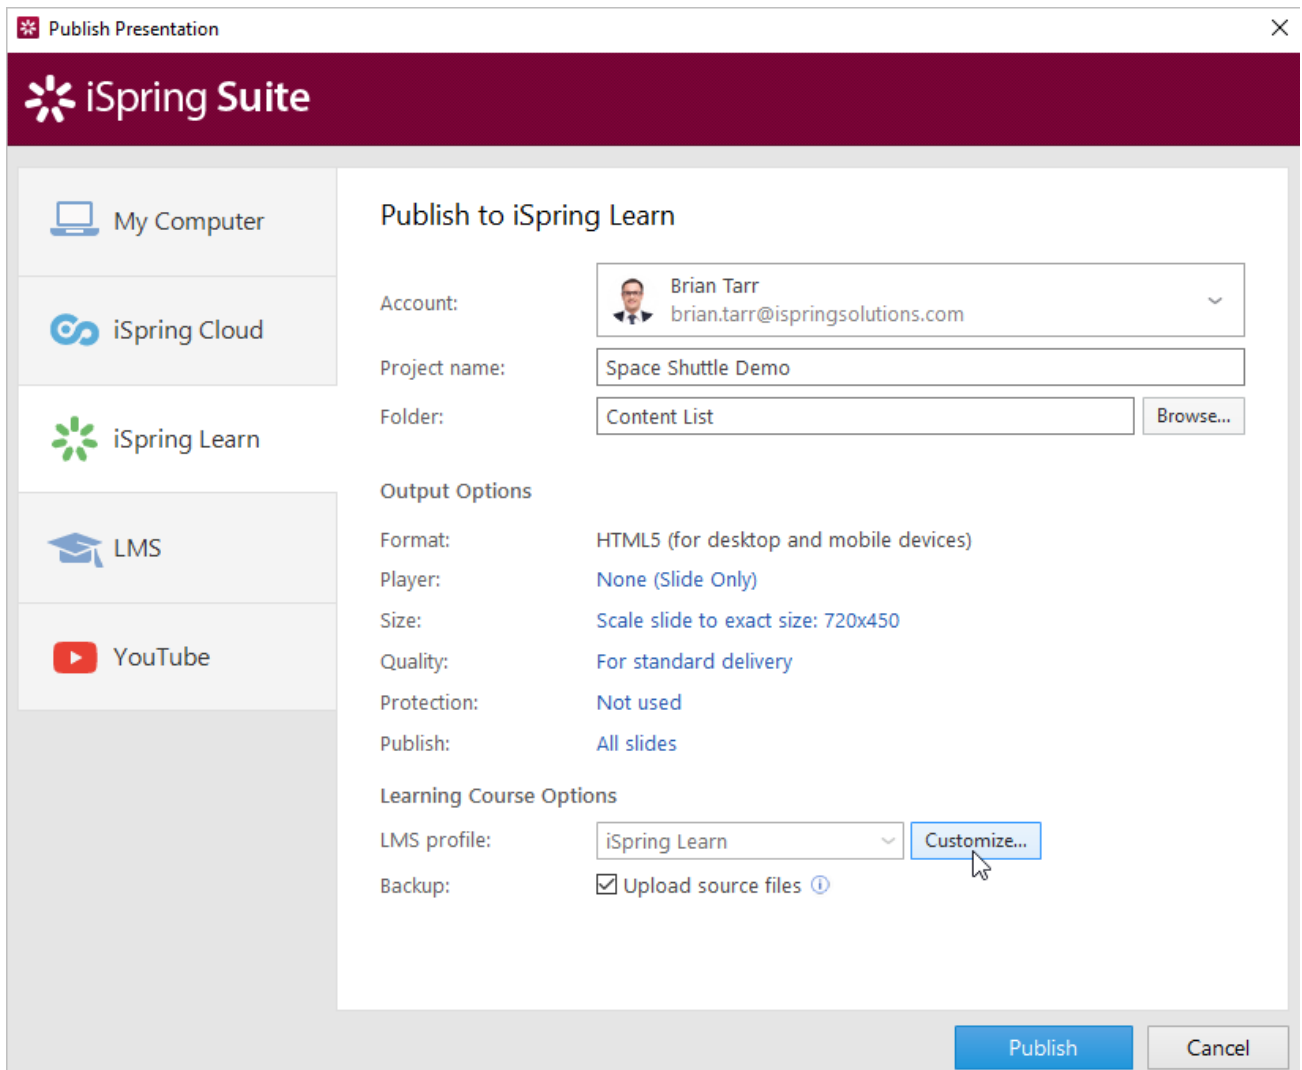 Publish Presentation
iSpring Suite
My Computer
iSpring Cloud
iSpring Learn
LMS
YouTube
Publish to iSpring Learn
Account:
Brian Tarr
brian.tarr@ispringsolutions.com
Project name:
Space Shuttle Demo
Folder:
Content List
Browse...
Output Options
Format:
HTML5 (for desktop and mobile devices)
Player:
None (Slide Only)
Size:
Scale slide to exact size: 720x450
Quality:
For standard delivery
Protection:
Not used
Publish:
All slides
Learning Course Options
LMS profile:
iSpring Learn
Customize...
Backup:
Upload source files
Publish
Cancel